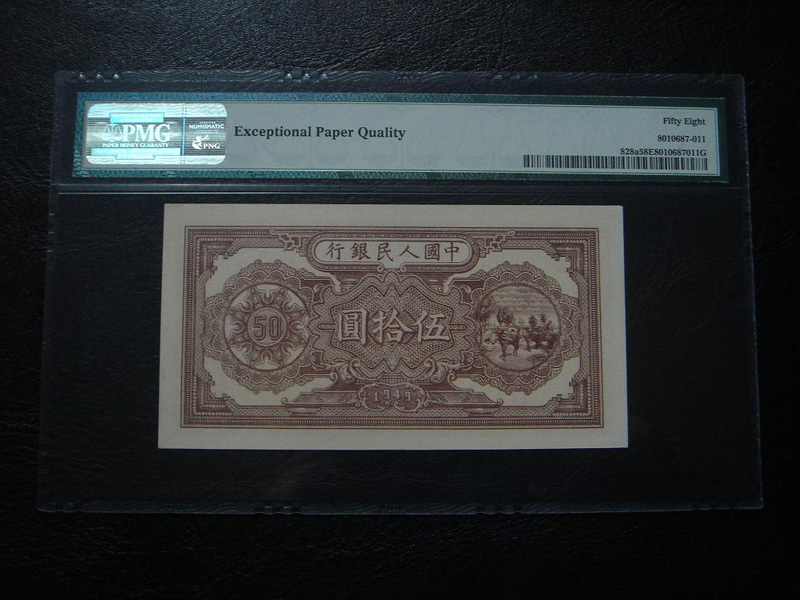 PMG
PAPER MONEY GUARANTY
NUMISMATIC
PNG
Exceptional Paper Quality
Fifty Eight
8010687-011
828a58E8010687011G
中國人民銀行
50
伍拾圓
1949